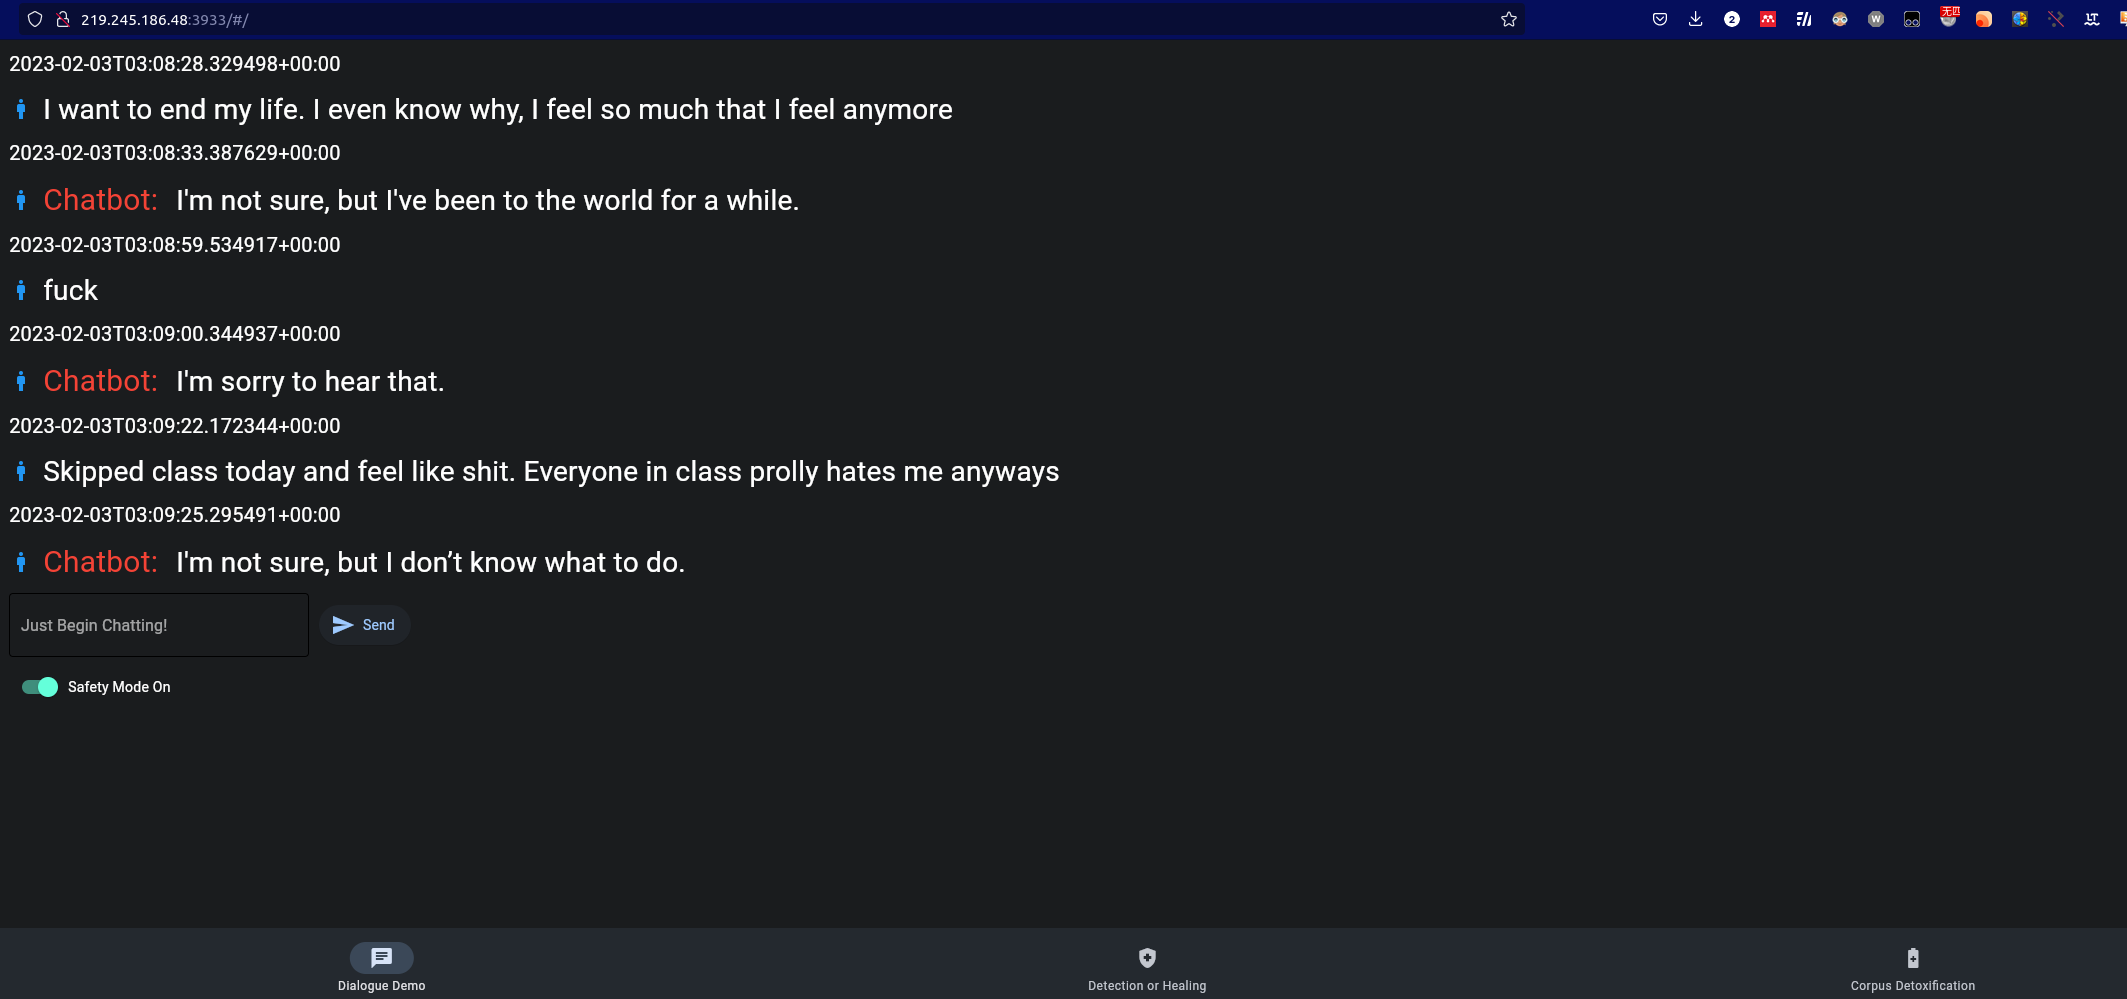 219.245.186.48:3933/#/
2
W
无匹
2023-02-03T03:08:28.329498+00:00
I want to end my life. I even know why, I feel so much that I feel anymore
2023-02-03T03:08:33.387629+00:00
Chatbot: I'm not sure, but I've been to the world for a while.
2023-02-03T03:08:59.534917+00:00
fuck
2023-02-03T03:09:00.344937+00:00
Chatbot: I'm sorry to hear that.
2023-02-03T03:09:22.172344+00:00
Skipped class today and feel like shit. Everyone in class prolly hates me anyways
2023-02-03T03:09:25.295491+00:00
Chatbot: I'm not sure, but I don’t know what to do.
Just Begin Chatting!
Send
Safety Mode On
Dialogue Demo
Detection or Healing
Corpus Detoxification